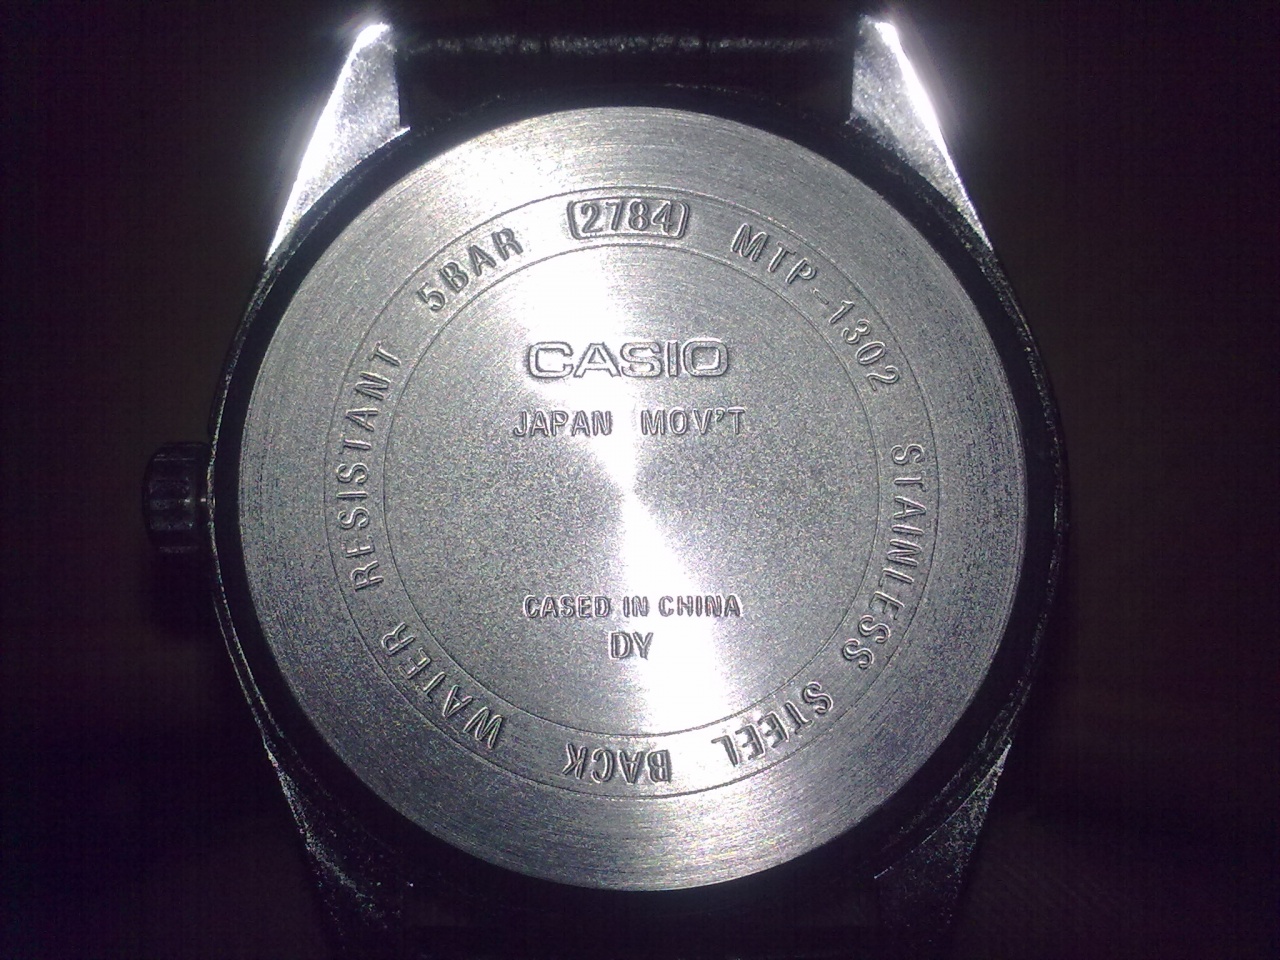 2784
MTP-1302 STAINLESS STEEL BACK WATER RESISTANT 5BAR
CASIO
JAPAN MOV'T
CASED IN CHINA
DY